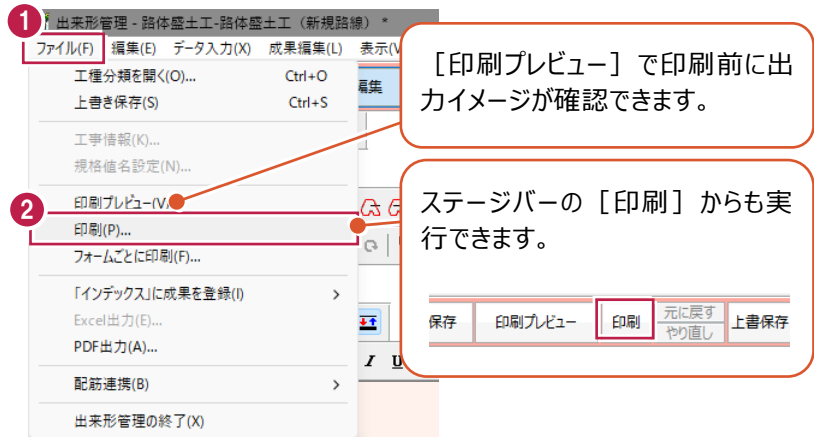 1
出来形管理 - 路体盛土工-路体盛土工（新規路線） *
ファイル(F) 編集(E) データ入力(X) 成果編集(L) 表示(V
工種分類を開く(O)... Ctrl+O
上書き保存(S) Ctrl+S
編集
工事情報(K)...
規格値名設定(N)...
印刷プレビュー(V)
2
印刷(P)...
フォームごとに印刷(F)...
「インデックス」に成果を登録(I) >
Excel出力(E)...
PDF出力(A)...
I U
配筋連携(B) >
出来形管理の終了(X)
［印刷プレビュー］で印刷前に出
力イメージが確認できます。
ステージバーの［印刷］からも実
行できます。
保存 印刷プレビュー 印刷 元に戻す 上書保存
やり直し